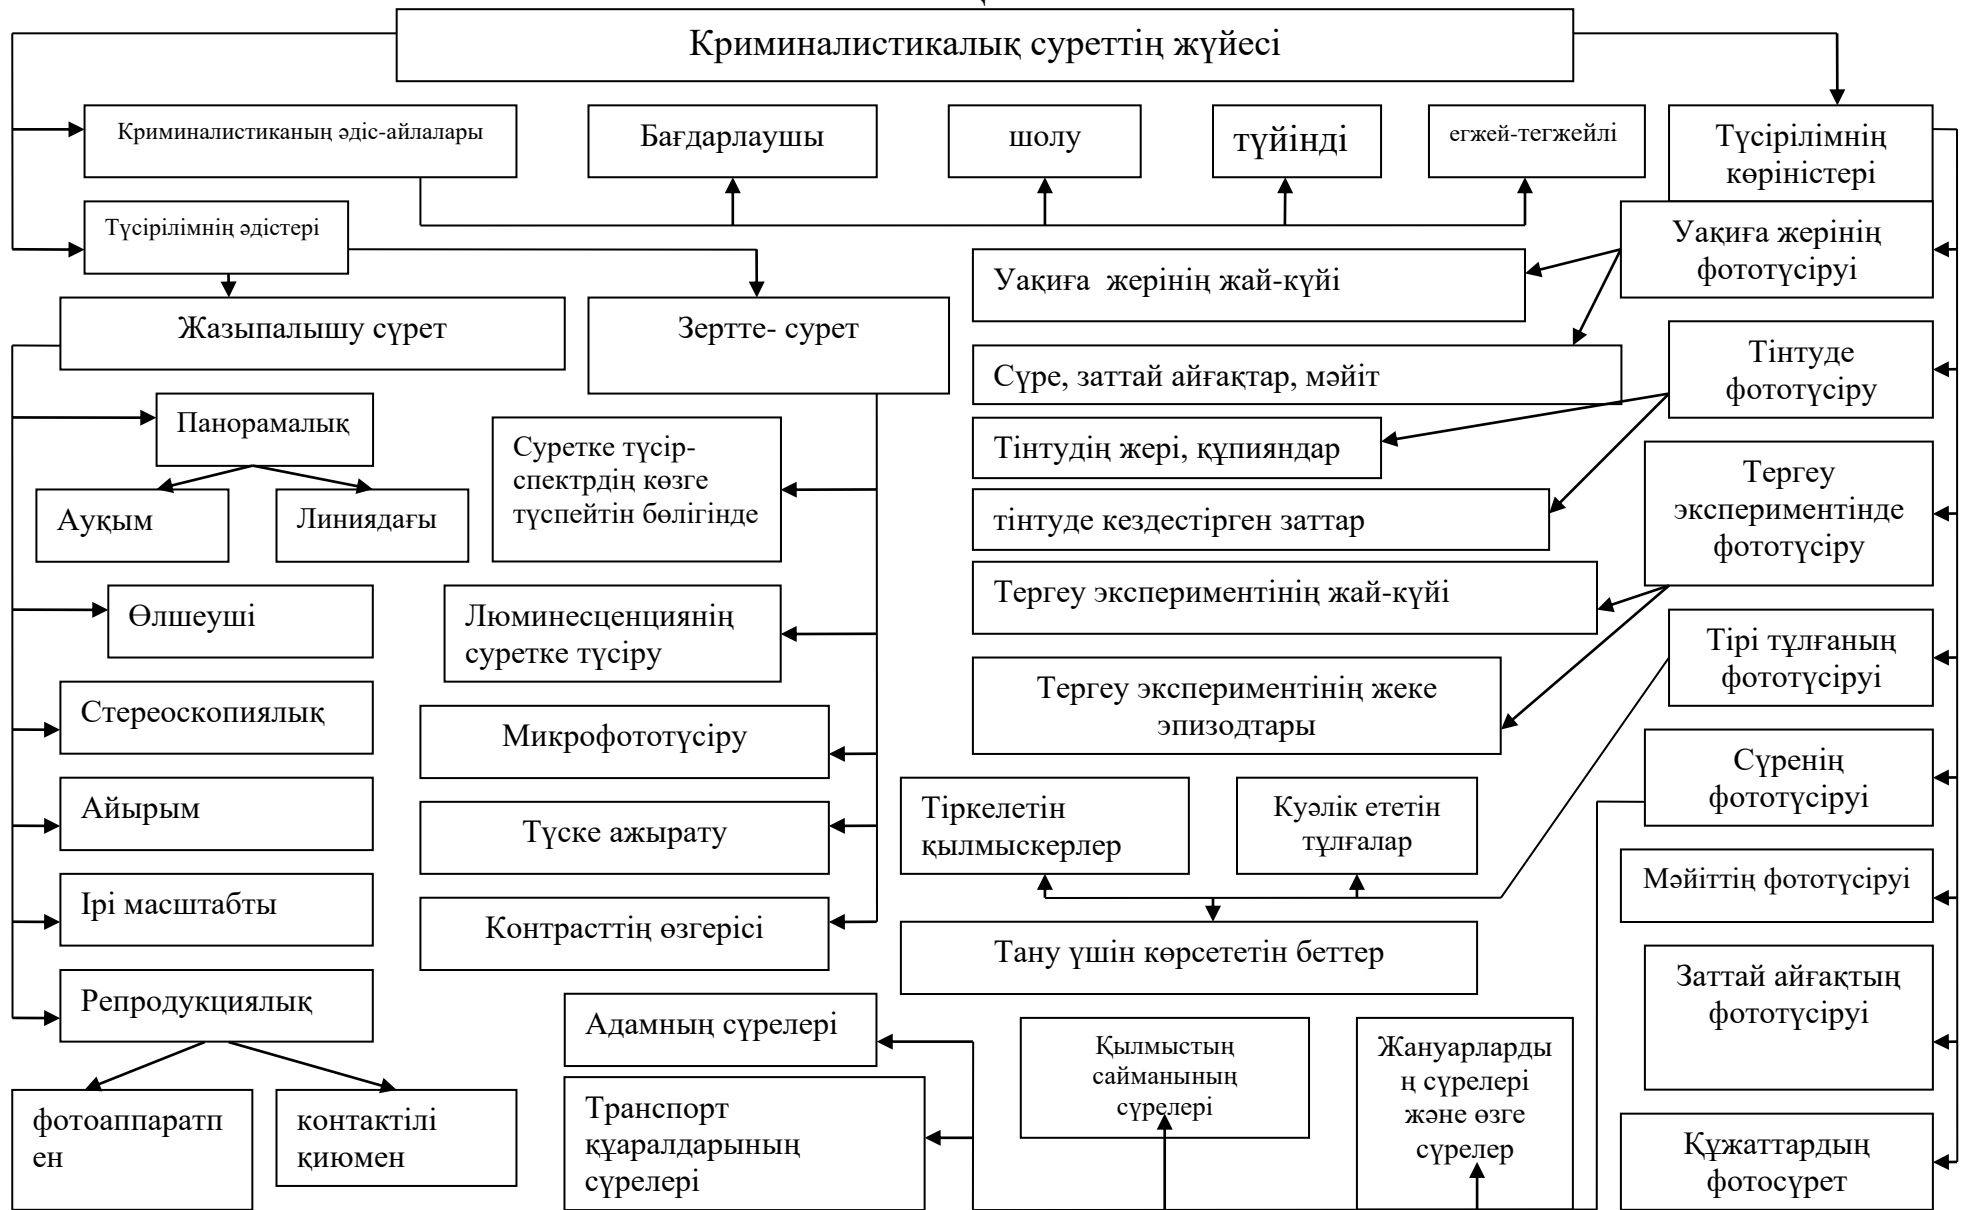 Криминалистикалық суреттің жүйесі
Криминалистиканың әдіс-айлалары
Бағдарлаушы
шолу
түйінді
егжей-тегжейлі
Түсірілімнің
көріністері
Түсірілімнің әдістері
Уақиға жерінің
фототүсіруі
Уақиға жерінің жай-күйі
Жазыпалышу сүрет
Зертте- сурет
Сүре, заттай айғақтар, мәйіт
Тінтуде
фототүсіру
Панорамалық
Суретке түсір-
спектрдің көзге
түспейтін бөлігінде
Тінтудің жері, құпияндар
Ауқым
Линиядағы
тінтуде кездестірген заттар
Тергеу
экспериментінде
фототүсіру
Өлшеуші
Люминесценциянің
суретке түсіру
Тергеу экспериментінің жай-күйі
Тірі тұлғаның
фототүсіруі
Стереоскопиялық
Микрофототүсіру
Тергеу экспериментінің жеке
эпизодтары
Сүренің
фототүсіруі
Айырым
Түске ажырату
Тіркелетін
қылмыскерлер
Куәлік ететін
тұлғалар
Мәйіттің фототүсіруі
Ірі масштабты
Контрасттің өзгерісі
Тану үшін көрсететін беттер
Заттай айғақтың
фототүсіруі
Репродукциялық
Адамның сүрелері
Қылмыстың
сайманының
сүрелері
Жануарларды
ң сүрелері
және өзге
сүрелер
фотоаппаратп
ен
контактілі
қиюмен
Транспорт
құаралдарының
сүрелері
Құжаттардың
фотосүрет